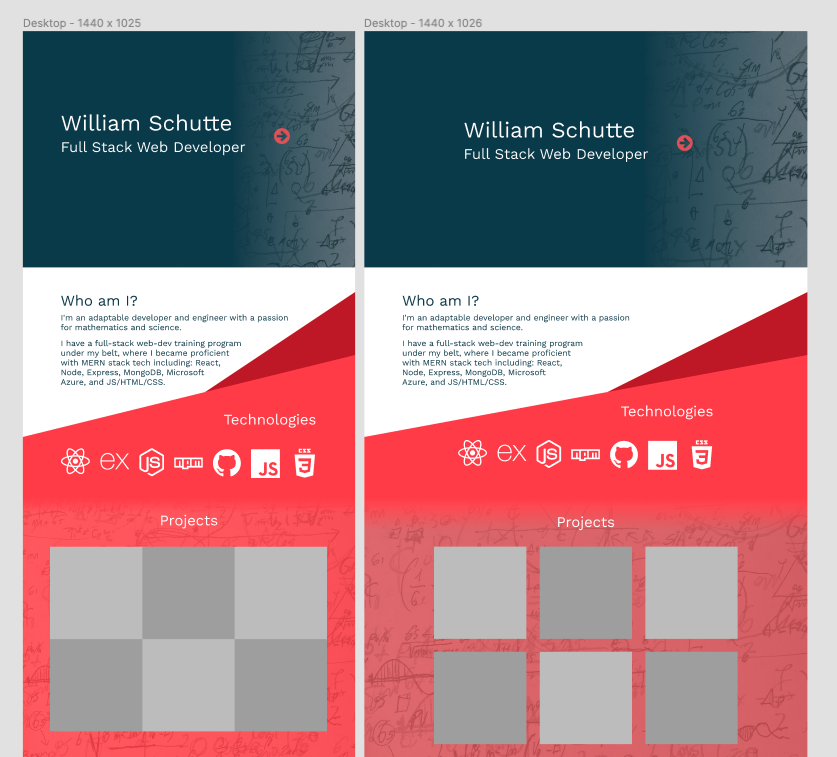 Desktop - 1440 x 1025
William Schutte
Full Stack Web Developer
Who am I?
I'm an adaptable developer and engineer with a passion
for mathematics and science.
I have a full-stack web-dev training program
under my belt, where I became proficient
with MERN stack tech including: React,
Node, Express, MongoDB, Microsoft
Azure, and JS/HTML/CSS.
Technologies
ex
JS
npm
JS
CSS
3
Projects
Desktop - 1440 x 1026
William Schutte
Full Stack Web Developer
Who am I?
I'm an adaptable developer and engineer with a passion
for mathematics and science.
I have a full-stack web-dev training program
under my belt, where I became proficient
with MERN stack tech including: React,
Node, Express, MongoDB, Microsoft
Azure, and JS/HTML/CSS.
Technologies
ex
JS
npm
JS
CSS
3
Projects